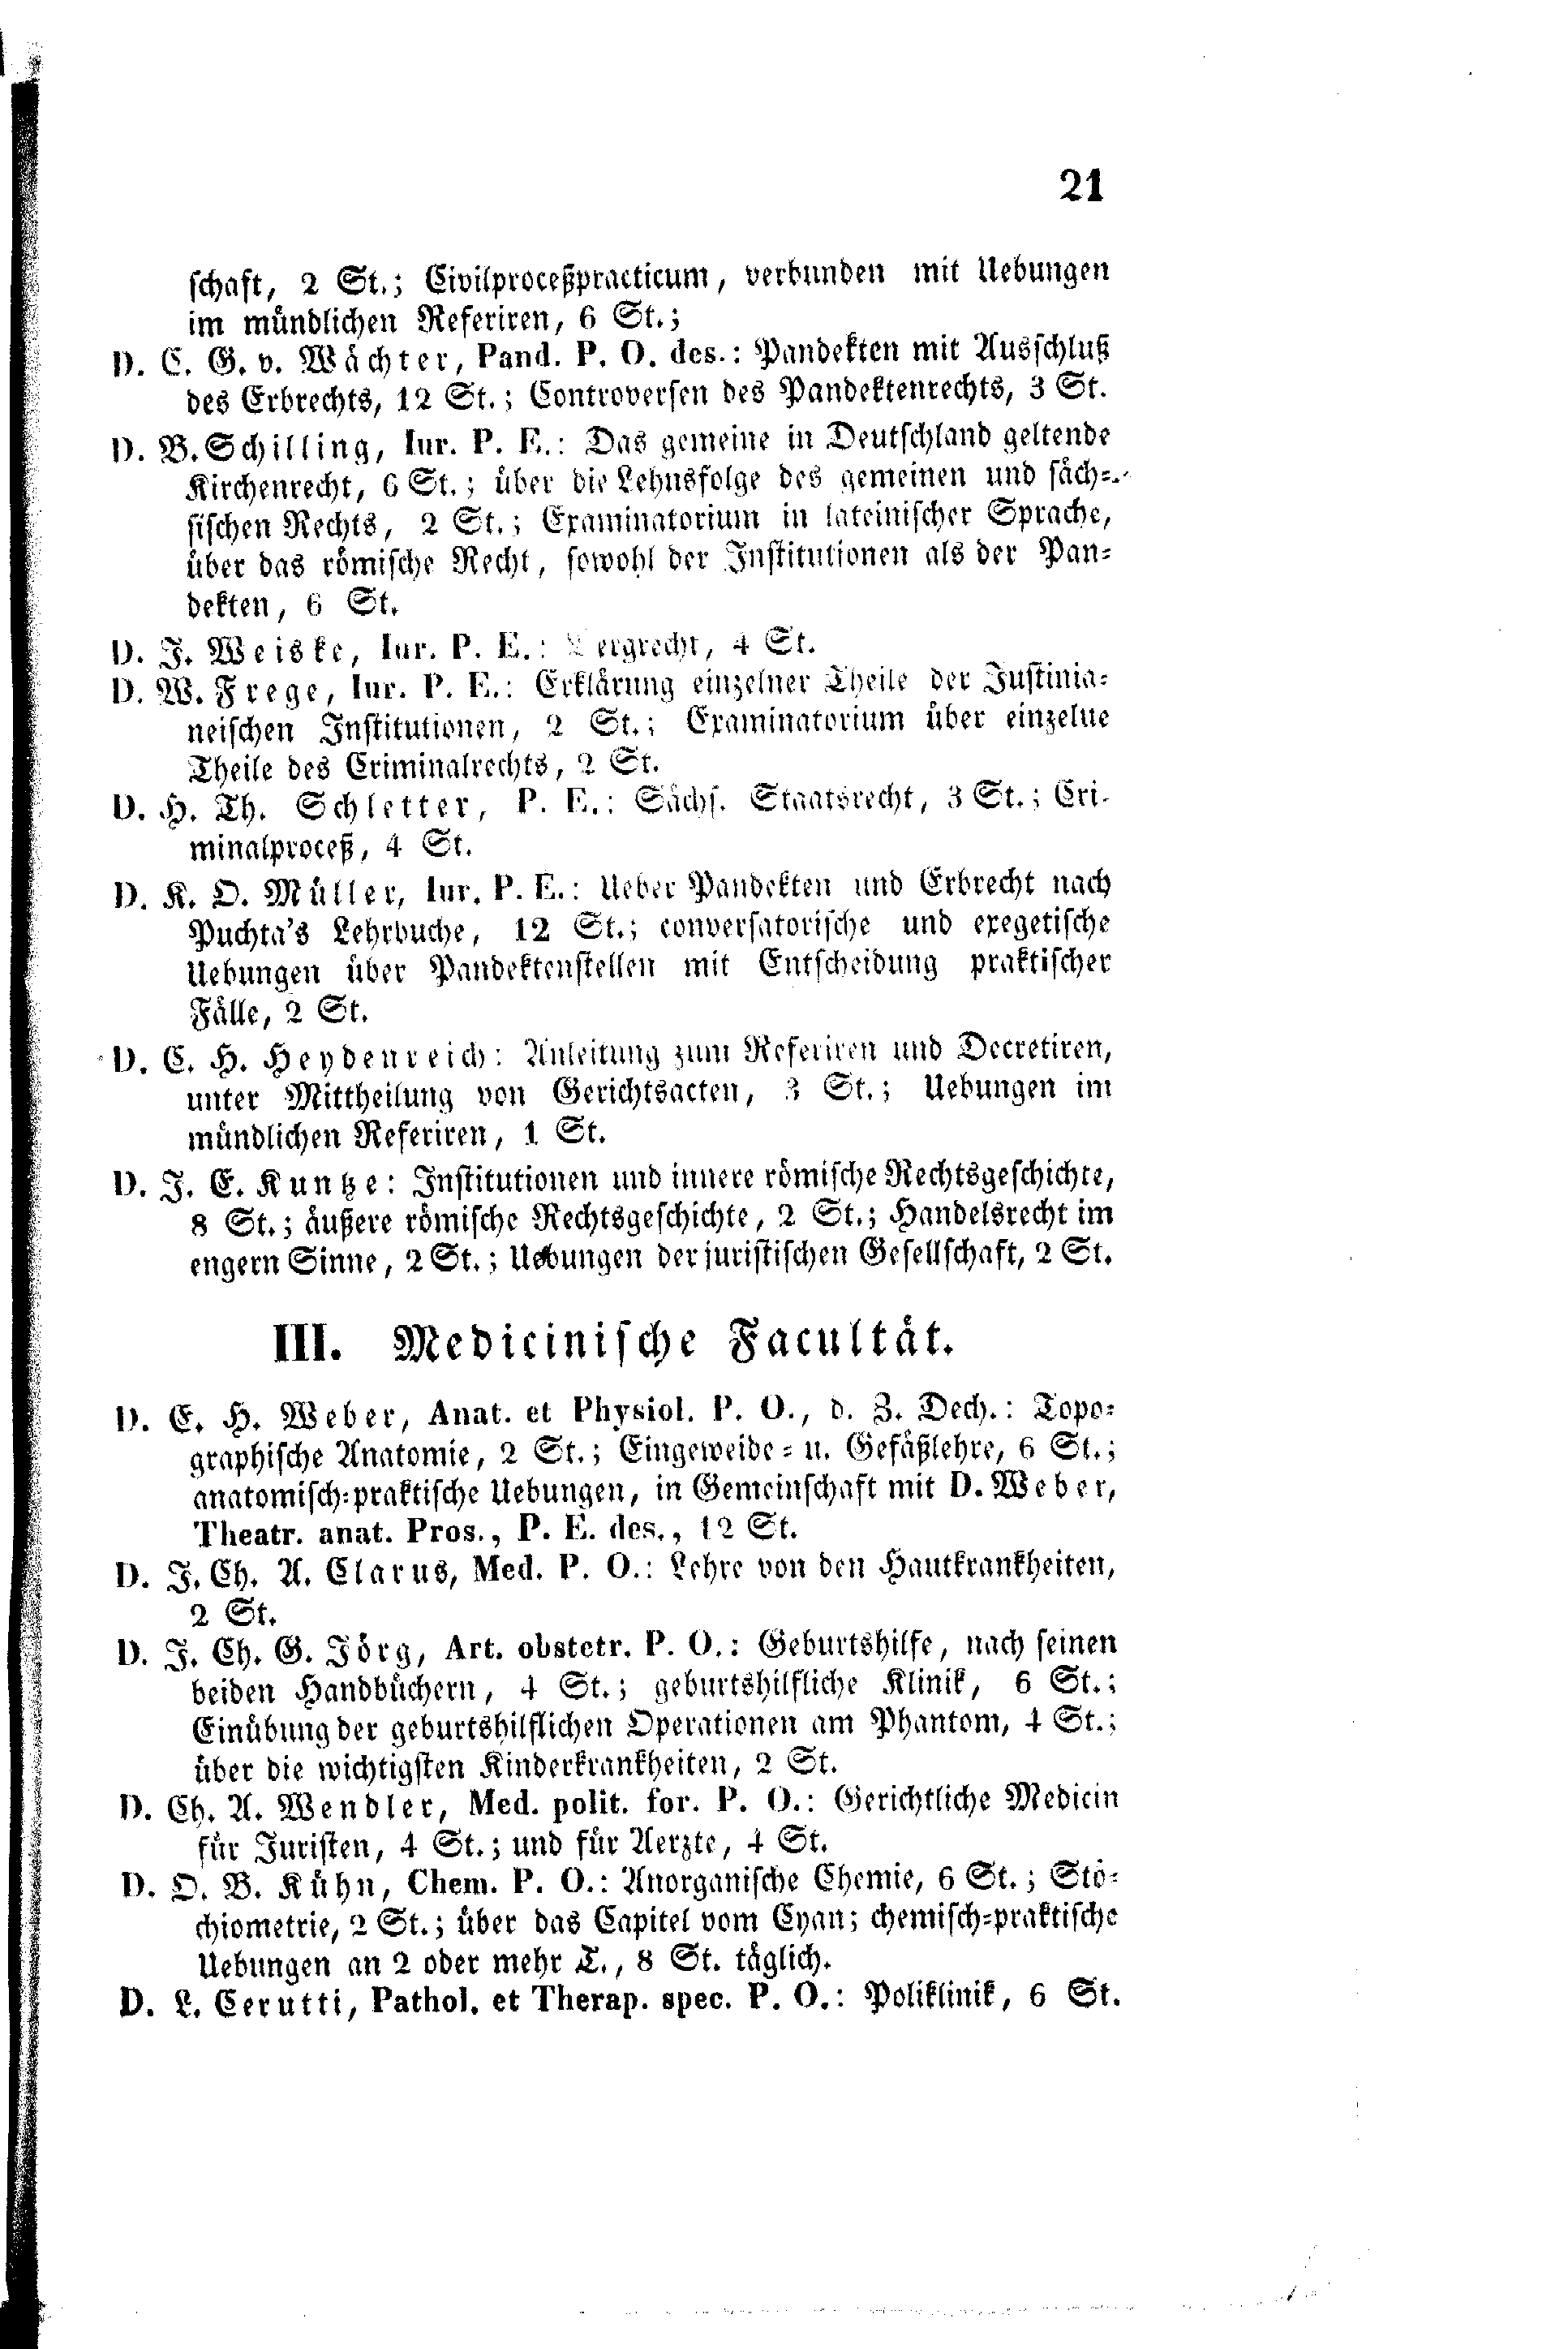 21
schaft, 2 St.; Civilproceßpracticum, verbunden mit Uebungen
im mündlichen Referiren, 6 St.;
D. C. G. v. Wächter, Pand. P. O. des.: Pandekten mit Ausschluß
des Erbrechts, 12 St.; Controversen des Pandektenrechts, 3 St.
D. B. Schilling, Iur. P. E.: Das gemeine in Deutschland geltende
Kirchenrecht, 6 St.; über die Lehnsfolge des gemeinen und säch-
sischen Rechts, 2 St.; Examinatorium in lateinischer Sprache,
über das römische Recht, sowohl der Institutionen als der Pan-
dekten, 6 St.
D. J. Weiske, Iur. P. E.: Bergrecht, 4 St.
D. W. Frege, Iur. P. E.: Erklärung einzelner Theile der Justinia-
neischen Institutionen, 2 St.; Examinatorium über einzelne
Theile des Criminalrechts, 2 St.
D. H. Th. Schletter, P. E.: Sächs. Staatsrecht, 3 St.; Cri-
minalproceß, 4 St.
D. K. O. Müller, Iur. P. E.: Ueber Pandekten und Erbrecht nach
Puchta's Lehrbuche, 12 St.; conversatorische und exegetische
Uebungen über Pandektenstellen mit Entscheidung praktischer
Fälle, 2 St.
D. C. H. Heydenreich: Anleitung zum Referiren und Decretiren,
unter Mittheilung von Gerichtsacten, 3 St.; Uebungen im
mündlichen Referiren, 1 St.
D. J. E. Kuntze: Institutionen und innere römische Rechtsgeschichte,
8 St.; äußere römische Rechtsgeschichte, 2 St.; Handelsrecht im
engern Sinne, 2 St.; Uebungen der juristischen Gesellschaft, 2 St.
III. Medicinische Facultät.
D. E. H. Weber, Anat. et Physiol. P. O., d. Z. Dech.: Topo-
graphische Anatomie, 2 St.; Eingeweide- u. Gefäßlehre, 6 St.;
anatomisch-praktische Uebungen, in Gemeinschaft mit D. Weber,
Theatr. anat. Pros., P. E. des., 12 St.
D. J. Ch. A. Clarus, Med. P. O.: Lehre von den Hautkrankheiten,
2 St.
D. J. Ch. G. Jörg, Art. obstetr. P. O.: Geburtshilfe, nach seinen
beiden Handbüchern, 4 St.; geburtshilfliche Klinik, 6 St.;
Einübung der geburtshilflichen Operationen am Phantom, 4 St.;
über die wichtigsten Kinderkrankheiten, 2 St.
D. Ch. A. Wendler, Med. polit. for. P. O.: Gerichtliche Medicin
für Juristen, 4 St.; und für Aerzte, 4 St.
D. O. B. Kühn, Chem. P. O.: Anorganische Chemie, 6 St.; Stö-
chiometrie, 2 St.; über das Capitel vom Cyan; chemisch-praktische
Uebungen an 2 oder mehr T., 8 St. täglich.
D. L. Cerutti, Pathol. et Therap. spec. P. O.: Poliklinik, 6 St.